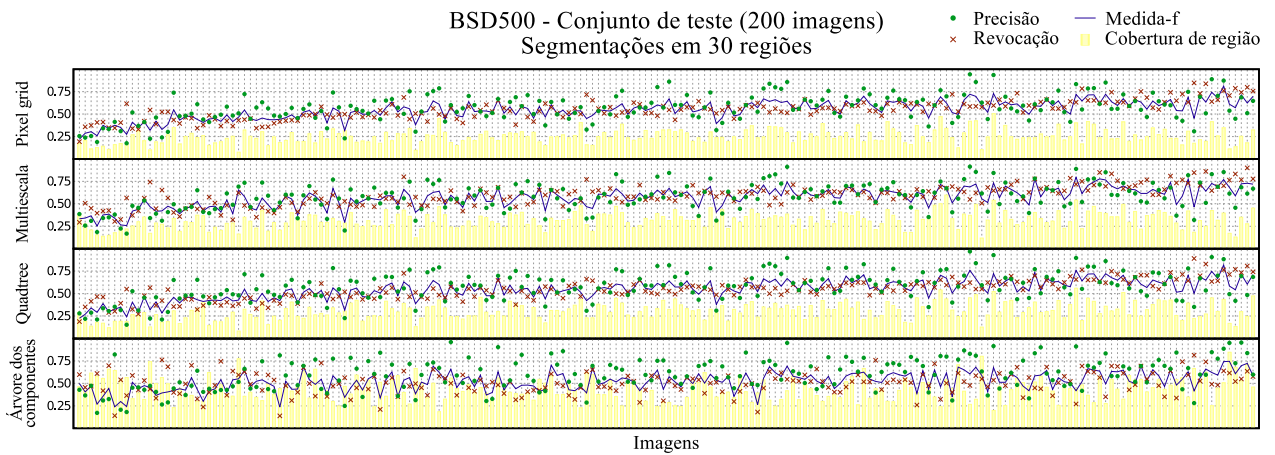 BSD500 - Conjunto de teste (200 imagens)
Segmentações em 30 regiões
Precisão
Medida-f
Revocação
Cobertura de região
Pixel grid
0.75
0.50
0.25
Multiescala
0.75
0.50
0.25
Quadtree
0.75
0.50
0.25
Árvore dos
componentes
0.75
0.50
0.25
Imagens